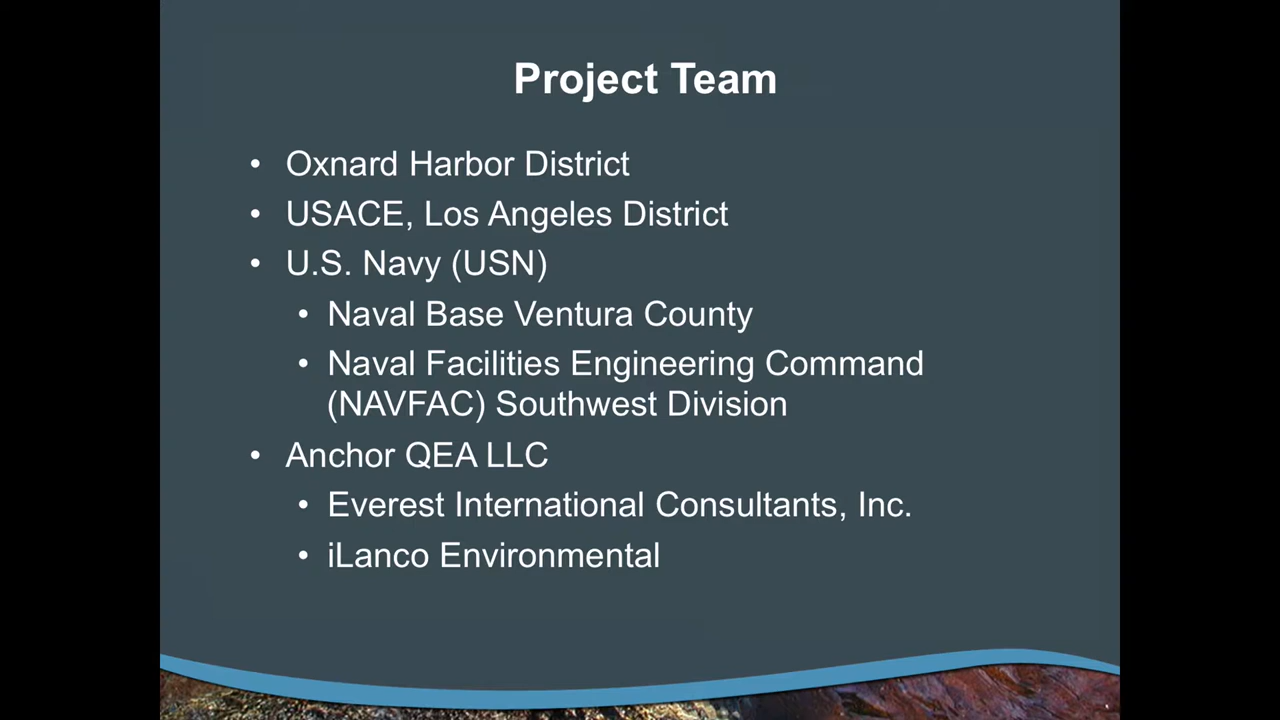 Project Team
• Oxnard Harbor District
• USACE, Los Angeles District
• U.S. Navy (USN)
• Naval Base Ventura County
• Naval Facilities Engineering Command
(NAVFAC) Southwest Division
• Anchor QEA LLC
• Everest International Consultants, Inc.
• iLanco Environmental